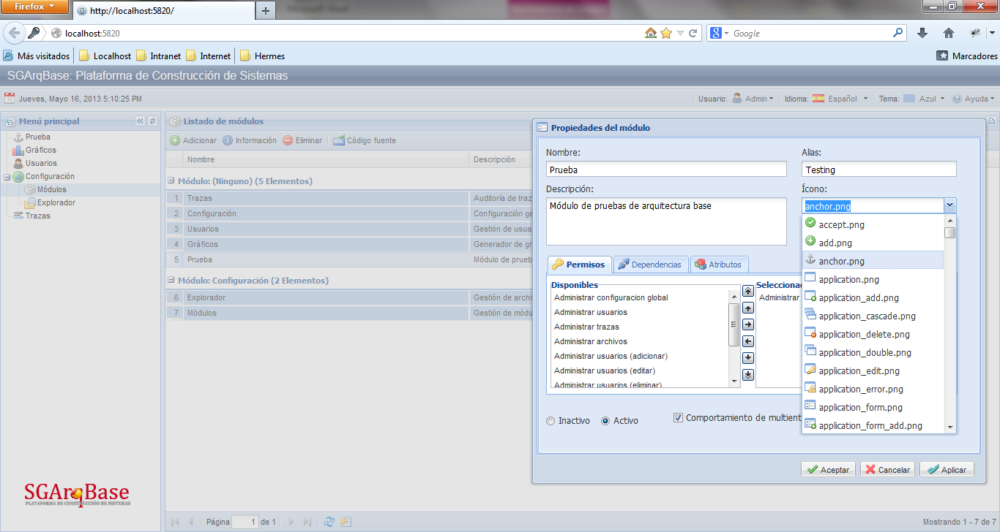 Firefox
http://localhost:5820/
localhost:5820
Google
Más visitados
Localhost
Intranet
Internet
Hermes
Marcadores
SGArqBase: Plataforma de Construcción de Sistemas
Jueves, Mayo 16, 2013 5:10:25 PM
Usuario: Admin
Idioma: Español
Tema: Azul
Ayuda
Menú principal
Prueba
Gráficos
Usuarios
Configuración
Módulos
Explorador
Trazas
SGArqBase
PLATAFORMA DE CONSTRUCCIÓN DE SISTEMAS
Listado de módulos
Adicionar
Información
Eliminar
Código fuente
Nombre
Descripción
Módulo: (Ninguno) (5 Elementos)
1 Trazas Auditoría de traz
2 Configuración Configuración ge
3 Usuarios Gestión de usua
4 Gráficos Generador de gr
5 Prueba Módulo de prueb
Módulo: Configuración (2 Elementos)
6 Explorador Gestión de archi
7 Módulos Gestión de módu
Página 1 de 1
Mostrando 1 - 7 de 7
Propiedades del módulo
Nombre:
Prueba
Alias:
Testing
Descripción:
Módulo de pruebas de arquitectura base
Ícono:
anchor.png
accept.png
add.png
anchor.png
application.png
application_add.png
application_cascade.png
application_delete.png
application_double.png
application_edit.png
application_error.png
application_form.png
application_form_add.png
Permisos
Dependencias
Atributos
Disponibles
Administrar configuracion global
Administrar usuarios
Administrar trazas
Administrar archivos
Administrar usuarios (adicionar)
Administrar usuarios (editar)
Administrar usuarios (eliminar)
Seleccionad
Administrar
Inactivo
Activo
Comportamiento de multient
Aceptar
Cancelar
Aplicar